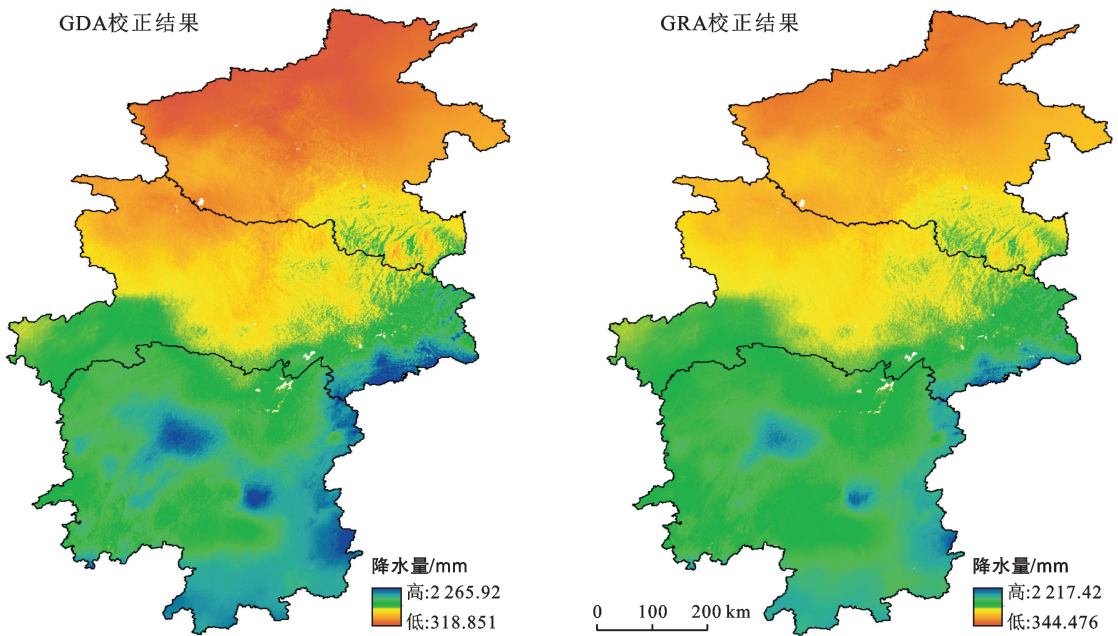 GDA校正结果
GRA校正结果
降水量/mm
高:2 265.92
低:318.851
0 100 200 km
降水量/mm
高:2 217.42
低:344.476